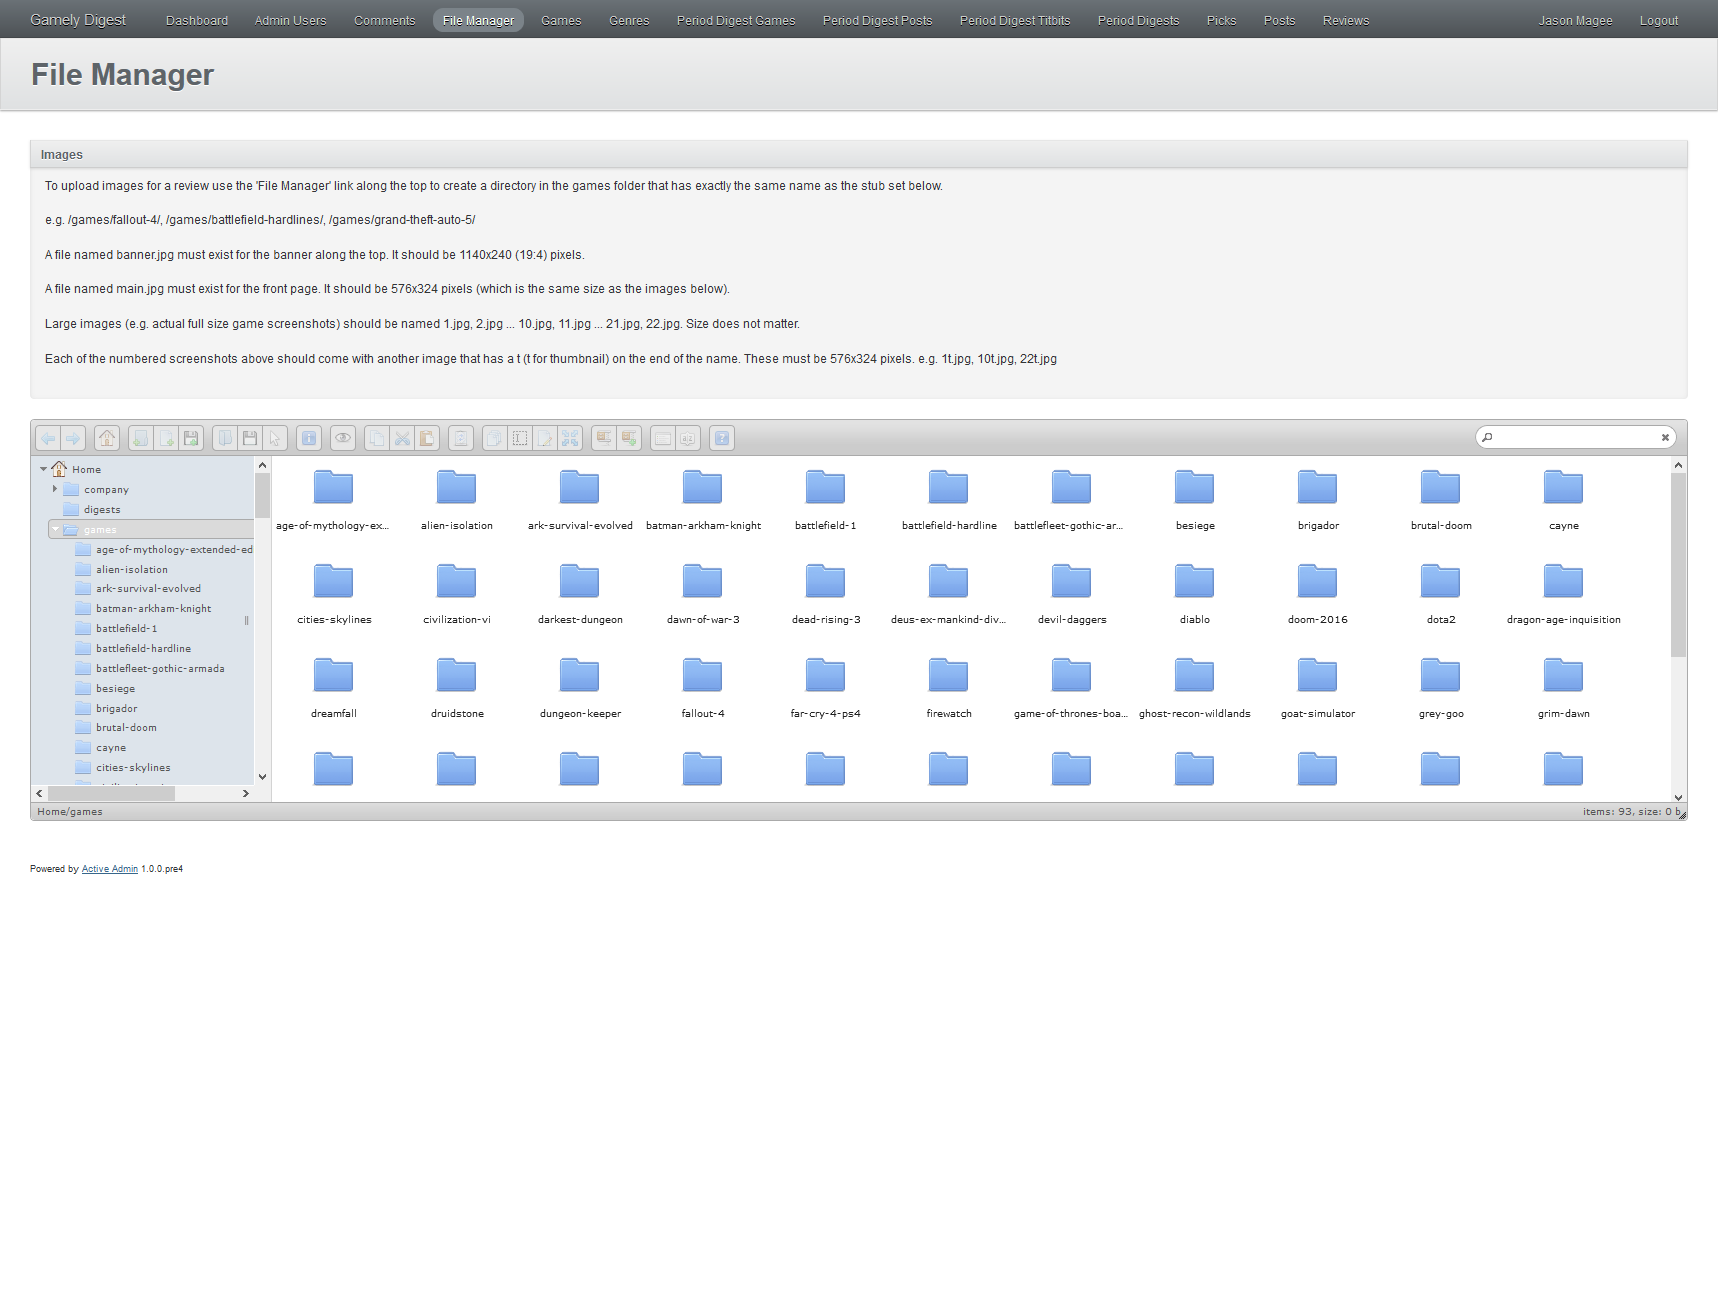 Gamely Digest Dashboard Admin Users Comments File Manager Games Genres Period Digest Games Period Digest Posts Period Digest Titbits Period Digests Picks Posts Reviews Jason Magee Logout
File Manager
Images
To upload images for a review use the 'File Manager' link along the top to create a directory in the games folder that has exactly the same name as the stub set below.
e.g. /games/fallout-4/, /games/battlefield-hardlines/, /games/grand-theft-auto-5/
A file named banner.jpg must exist for the banner along the top. It should be 1140x240 (19:4) pixels.
A file named main.jpg must exist for the front page. It should be 576x324 pixels (which is the same size as the images below).
Large images (e.g. actual full size game screenshots) should be named 1.jpg, 2.jpg ... 10.jpg, 11.jpg ... 21.jpg, 22.jpg. Size does not matter.
Each of the numbered screenshots above should come with another image that has a t (t for thumbnail) on the end of the name. These must be 576x324 pixels. e.g. 1t.jpg, 10t.jpg, 22t.jpg
Home
company
digests
games
age-of-mythology-extended-ed
alien-isolation
ark-survival-evolved
batman-arkham-knight
battlefield-1
battlefield-hardline
battlefleet-gothic-armada
besiege
brigador
brutal-doom
cayne
cities-skylines
age-of-mythology-ex... alien-isolation ark-survival-evolved batman-arkham-knight battlefield-1 battlefield-hardline battlefleet-gothic-ar... besiege brigador brutal-doom cayne
cities-skylines civilization-vi darkest-dungeon dawn-of-war-3 dead-rising-3 deus-ex-mankind-div... devil-daggers diablo doom-2016 dota2 dragon-age-inquisition
dreamfall druidstone dungeon-keeper fallout-4 far-cry-4-ps4 firewatch game-of-thrones-boa... ghost-recon-wildlands goat-simulator grey-goo grim-dawn
Home/games items: 93, size: 0 b
Powered by Active Admin 1.0.0.pre4